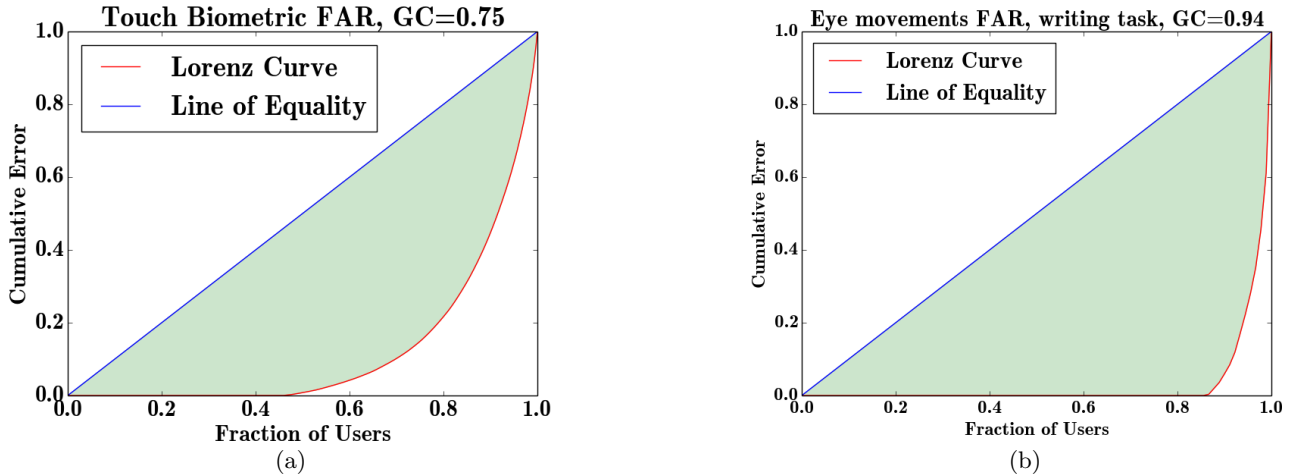 Touch Biometric FAR, GC=0.75
1.0
0.8
0.6
0.4
0.2
0.0
Cumulative Error
Lorenz Curve
Line of Equality
0.0 0.2 0.4 0.6 0.8 1.0
Fraction of Users
(a)
Eye movements FAR, writing task, GC=0.94
1.0
0.8
0.6
0.4
0.2
0.0
Cumulative Error
Lorenz Curve
Line of Equality
0.0 0.2 0.4 0.6 0.8 1.0
Fraction of Users
(b)